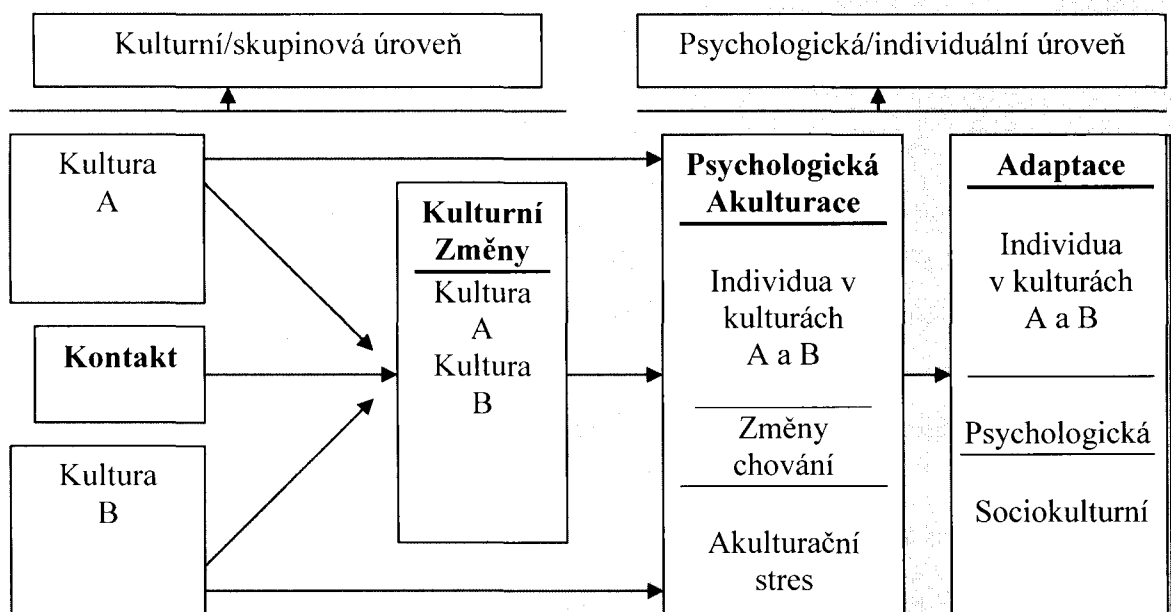 Kulturní/skupinová úroveň
Psychologická/individuální úroveň
Kultura
A
Kontakt
Kultura
B
Kulturní
Změny
Kultura
A
Kultura
B
Psychologická
Akulturace
Individua v
kulturách
A a B
Změny
chování
Akulturační
stres
Adaptace
Individua
v kulturách
A a B
Psychologická
Sociokulturní